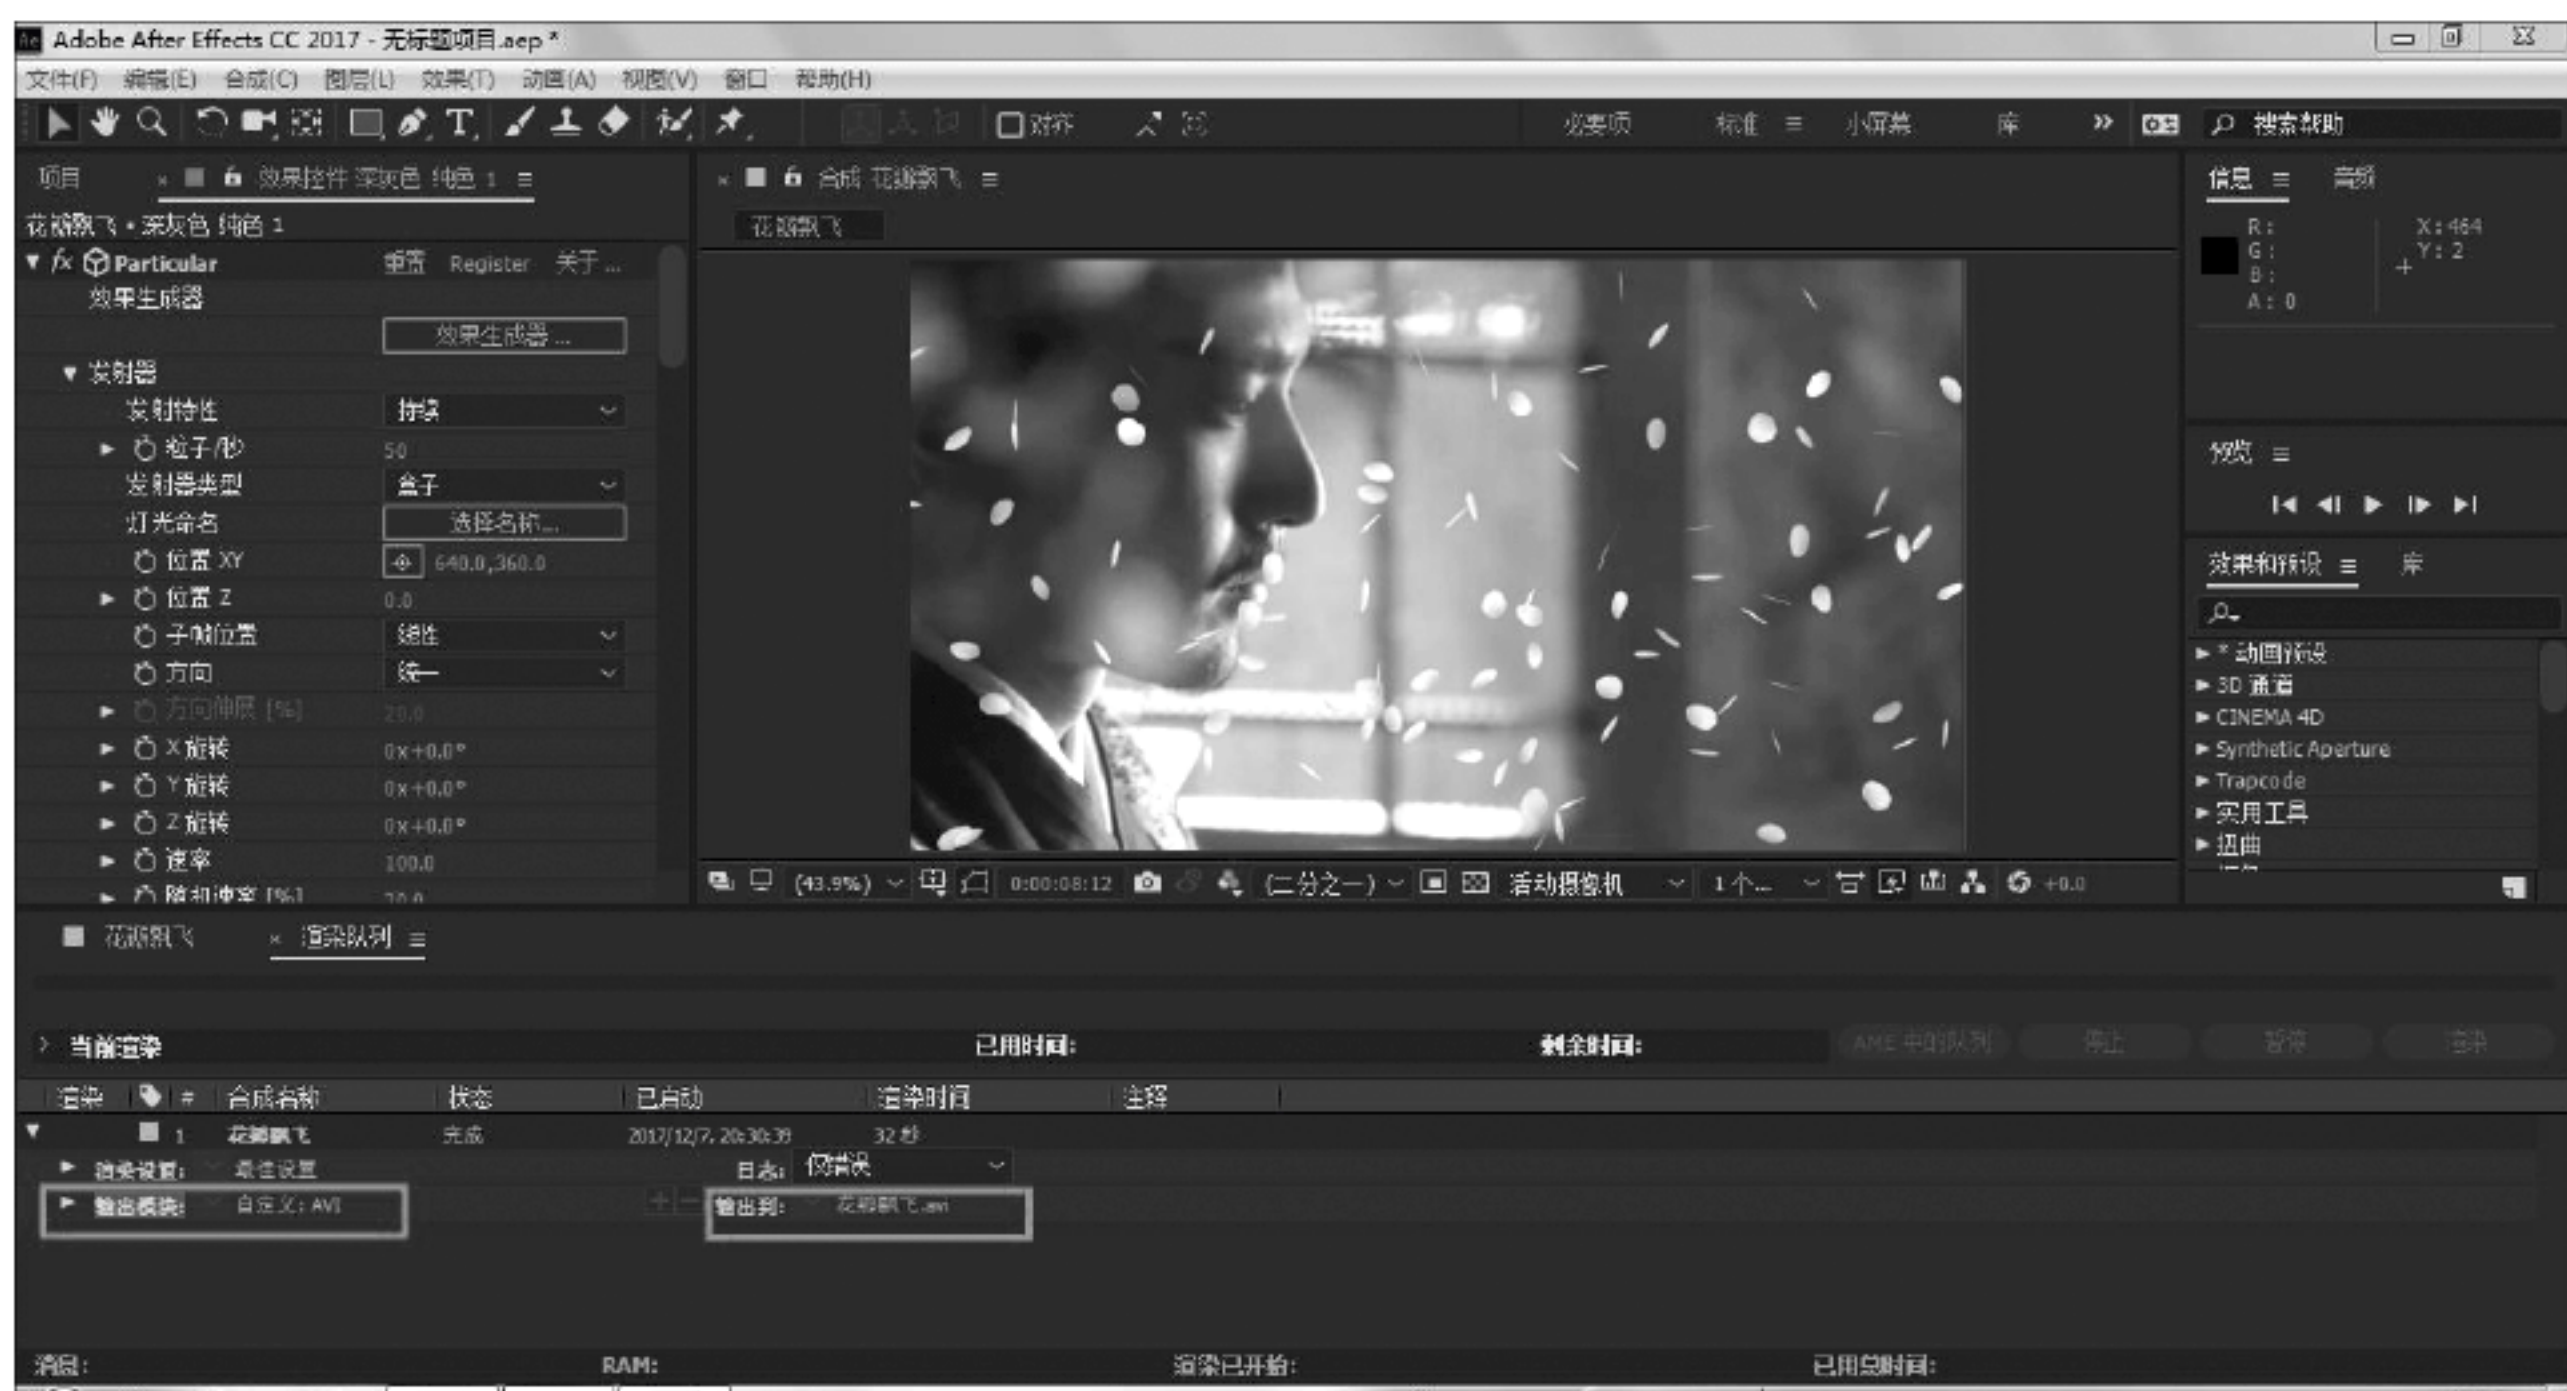 Adobe After Effects CC 2017 - 无标题项目.aep *
文件(F) 编辑(E) 合成(C) 图层(L) 效果(T) 动画(A) 视图(V) 窗口 帮助(H)
对齐 必要项 标准 小屏幕 库 搜索帮助
项目 效果控件 深灰色 纯色 1
花瓣飘飞 • 深灰色 纯色 1
fx Particular 重置 Register 关于...
效果生成器
效果生成器...
发射器
发射特性 持续
粒子/秒 50
发射器类型 盒子
灯光命名 选择名称...
位置 XY 640.0,360.0
位置 Z 0.0
子帧位置 线性
方向 统一
方向伸展 [%] 20.0
X 旋转 0x+0.0°
Y 旋转 0x+0.0°
Z 旋转 0x+0.0°
速率 100.0
随机速率 [%] 20.0
合成 花瓣飘飞
花瓣飘飞
(43.9%) 0:00:08:12 (二分之一) 活动摄像机 1个... +0.0
信息 音频
R: X:464
G: Y: 2
B:
A: 0
预览
效果和预设 库
* 动画预设
3D 通道
CINEMA 4D
Synthetic Aperture
Trapcode
实用工具
扭曲
花瓣飘飞 渲染队列
当前渲染 已用时间: 剩余时间: AME 中的队列 停止 暂停 渲染
渲染 # 合成名称 状态 已启动 渲染时间 注释
1 花瓣飘飞 完成 2017/12/7, 20:30:39 32 秒
渲染设置: 最佳设置 日志: 仅错误
输出模块: 自定义: AVI + — 输出到: 花瓣飘飞.avi
消息: RAM: 渲染已开始: 已用总时间: